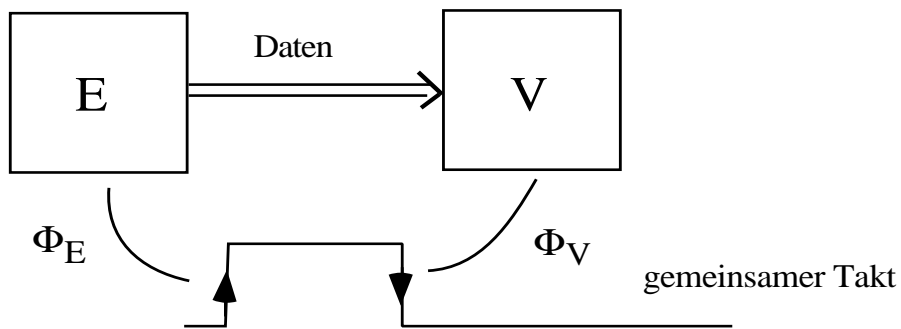 Daten
E
V
Φ_E
Φ_V
gemeinsamer Takt